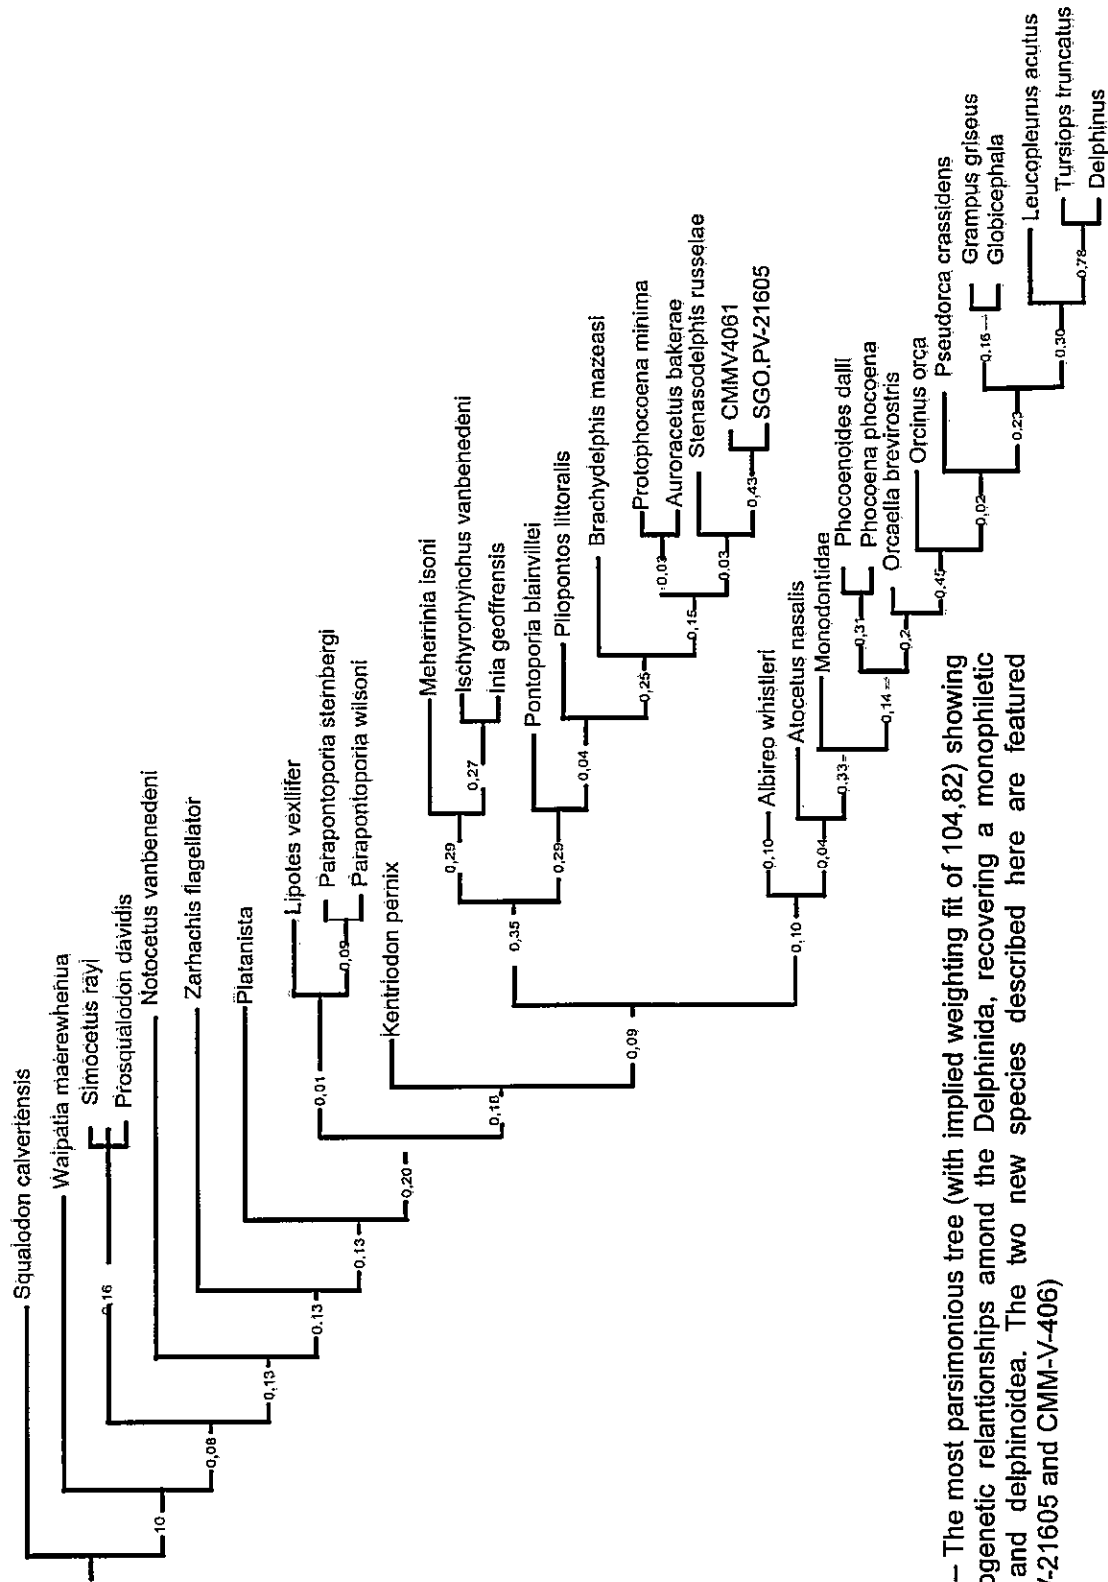 Squalodon calvertensis
Waipatia maerewhenua
Simocetus rayi
Prosqualodon davidis
Notocetus vanbenedeni
Zarhachis flagellator
Platanista
Lipotes vexllifer
Parapontoporia sternbergi
Parapontoporia wilsoni
Kentriodon pernix
Meherrinia isoni
Ischyrorhynchus vanbenedeni
Inia geoffrensis
Pontoporia blainvillei
Pliopontos littoralis
Brachydelphis mazeasi
Protophocoena minima
Auroracetus bakerae
Stenasodelphis russelae
CMMV4061
SGO.PV-21605
Albireo whistleri
Atocetus nasalis
Monodontidae
Phocoenoides dalli
Phocoena phocoena
Orcaella brevirostris
Orcinus orca
Pseudorca crassidens
Grampus griseus
Globicephala
Leucopleurus acutus
Tursiops truncatus
Delphinus
10
0,08
0,16
0,13
0,13
0,13
0,20
0,01
0,09
0,18
0,09
0,35
0,29
0,27
0,29
0,04
0,25
0,15
0,03
0,03
0,43
0,10
0,10
0,04
0,33
0,14
0,31
0,2
0,45
0,02
0,23
0,16
0,30
0,78
– The most parsimonious tree (with implied weighting fit of 104,82) showing
ogenetic relantionships amond the Delphinida, recovering a monophiletic
and delphinoidea. The two new species described here are featured
V-21605 and CMM-V-406)